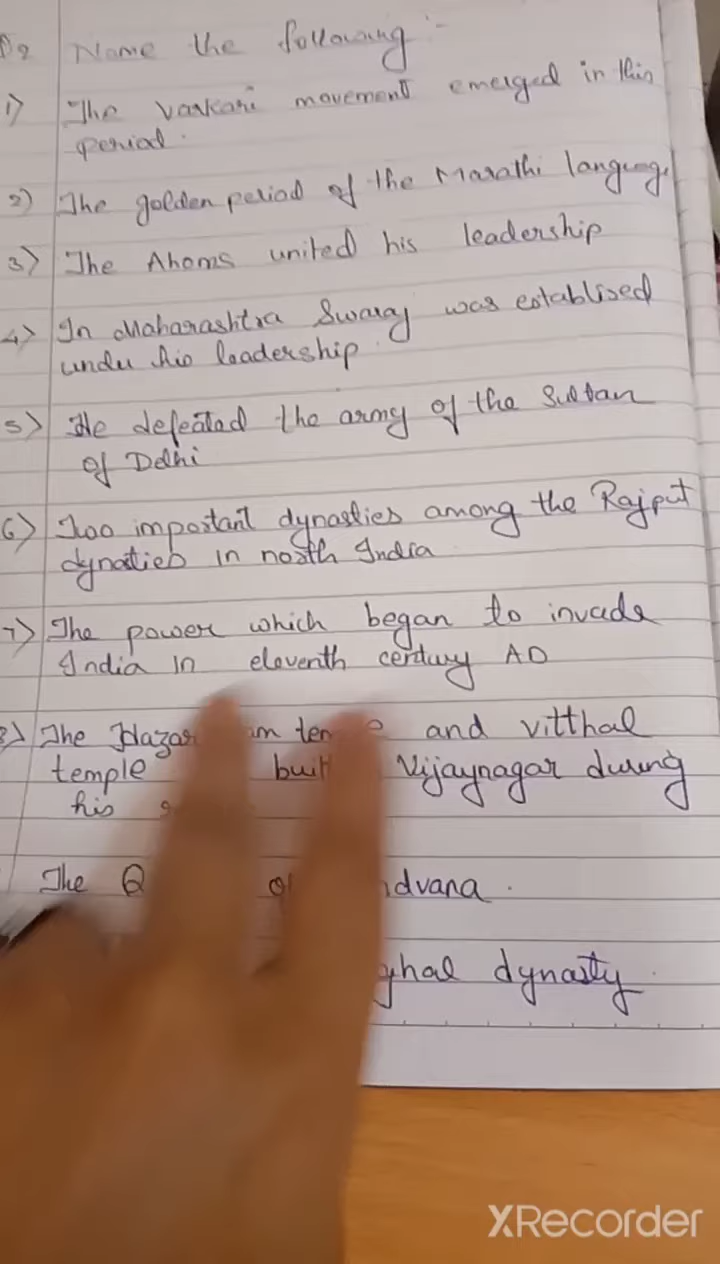 Q2 Name the following :-
1) The varkari movement emerged in this
period.
2) The golden period of the Marathi language
3) The Ahoms united his leadership
4) In Maharashtra Swaraj was establised
under his leadership.
5) He defeated the army of the Sultan
of Delhi
6) Two important dynasties among the Rajput
dynaties in north India
7) The power which began to invade
India in eleventh century AD
8) The Hazar and vitthal
temple Vijaynagar during
his
The
dynasty
XRecorder